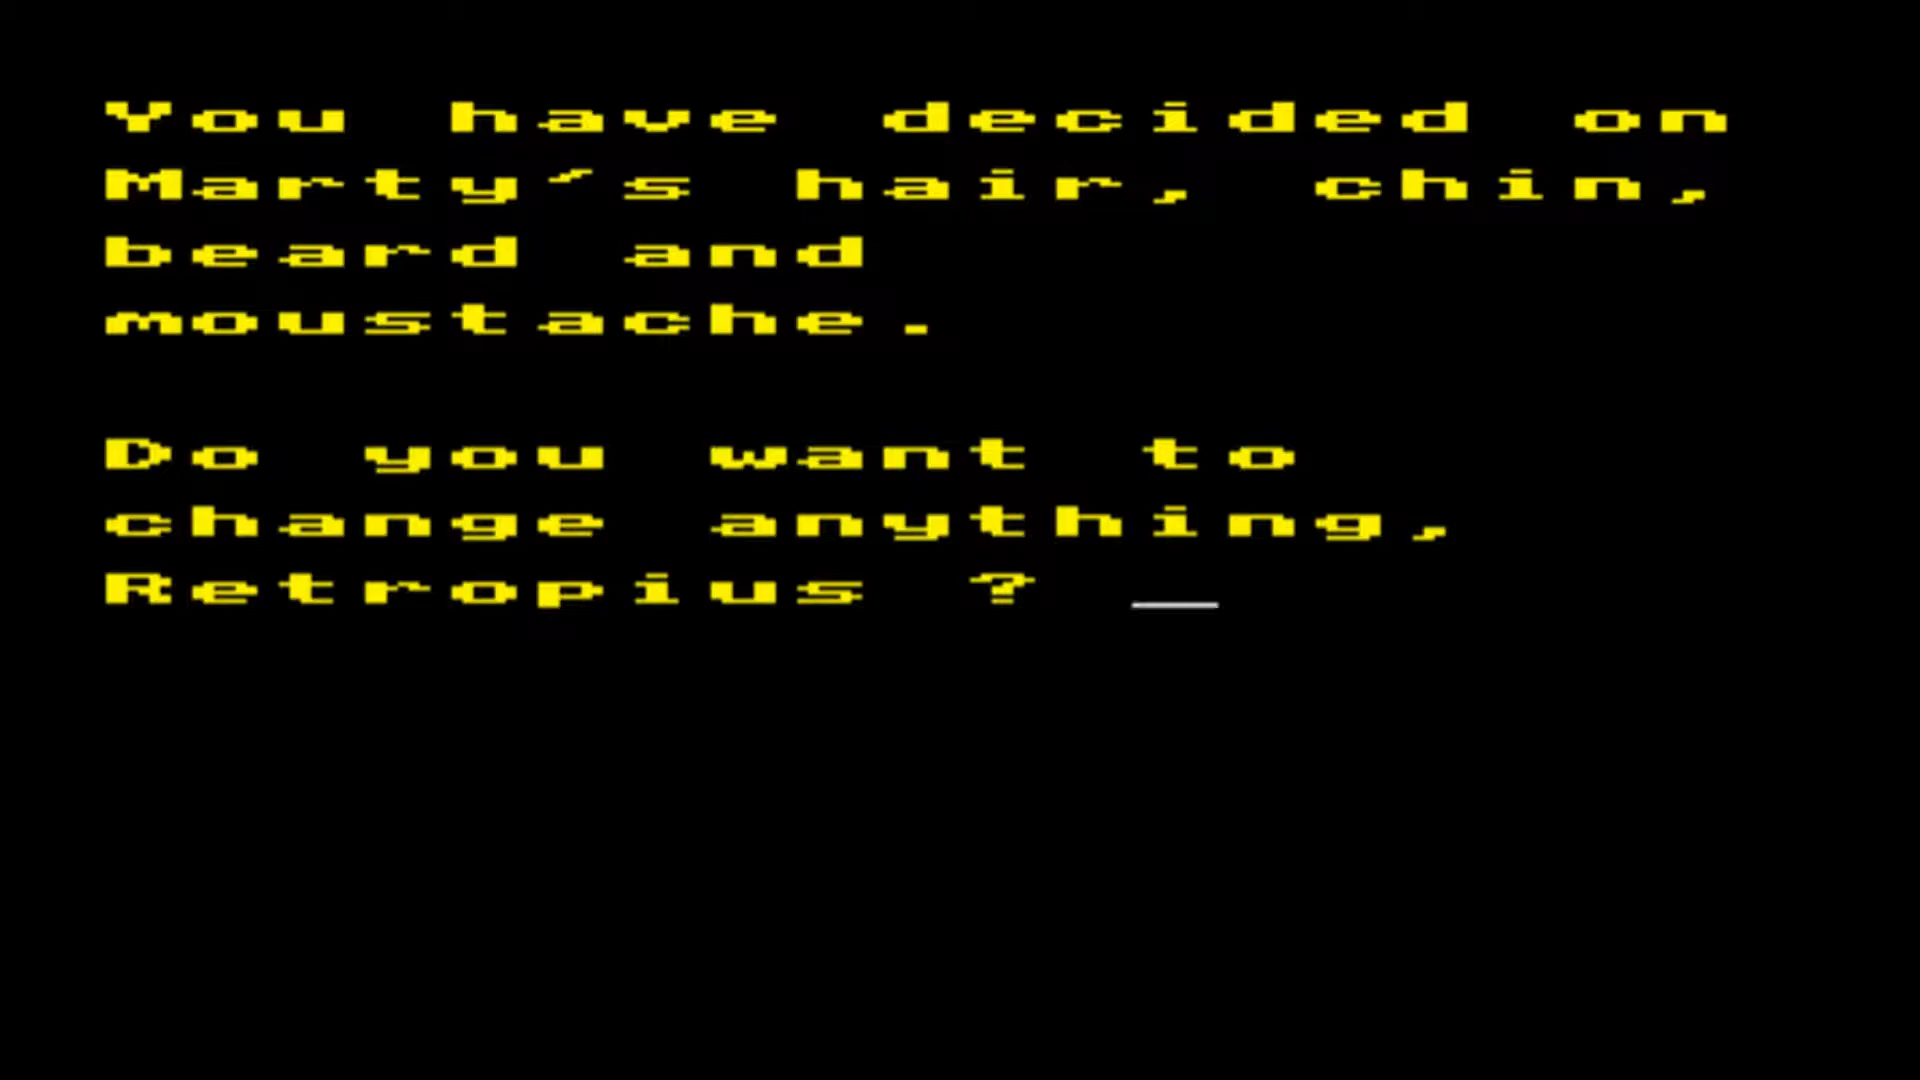 You have decided on
Marty's hair, chin,
beard and
moustache.
Do you want to
change anything,
Retropius ? _